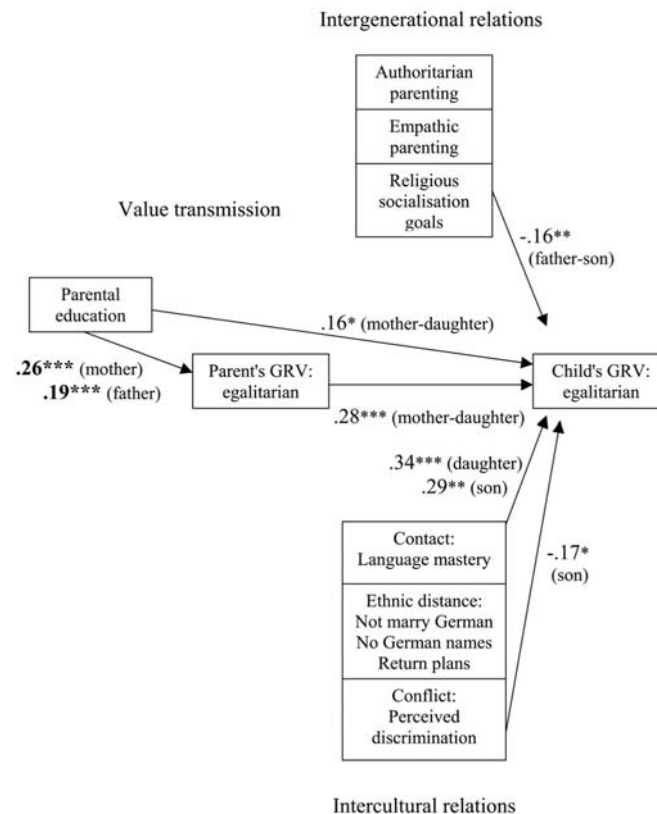 Intergenerational relations
Authoritarian
parenting
Empathic
parenting
Religious
socialisation
goals
Value transmission
-.16**
(father-son)
Parental
education
.16* (mother-daughter)
.26*** (mother)
.19*** (father)
Parent's GRV:
egalitarian
Child's GRV:
egalitarian
.28*** (mother-daughter)
.34*** (daughter)
.29** (son)
Contact:
Language mastery
-.17*
(son)
Ethnic distance:
Not marry German
No German names
Return plans
Conflict:
Perceived
discrimination
Intercultural relations